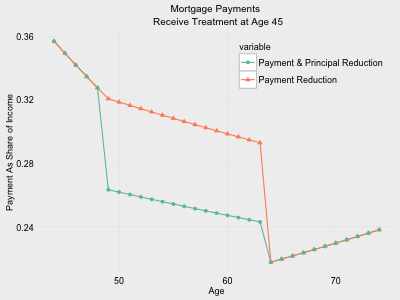 Mortgage Payments
Receive Treatment at Age 45
variable
Payment & Principal Reduction
Payment Reduction
Payment As Share of Income
0.36
0.32
0.28
0.24
50
60
70
Age